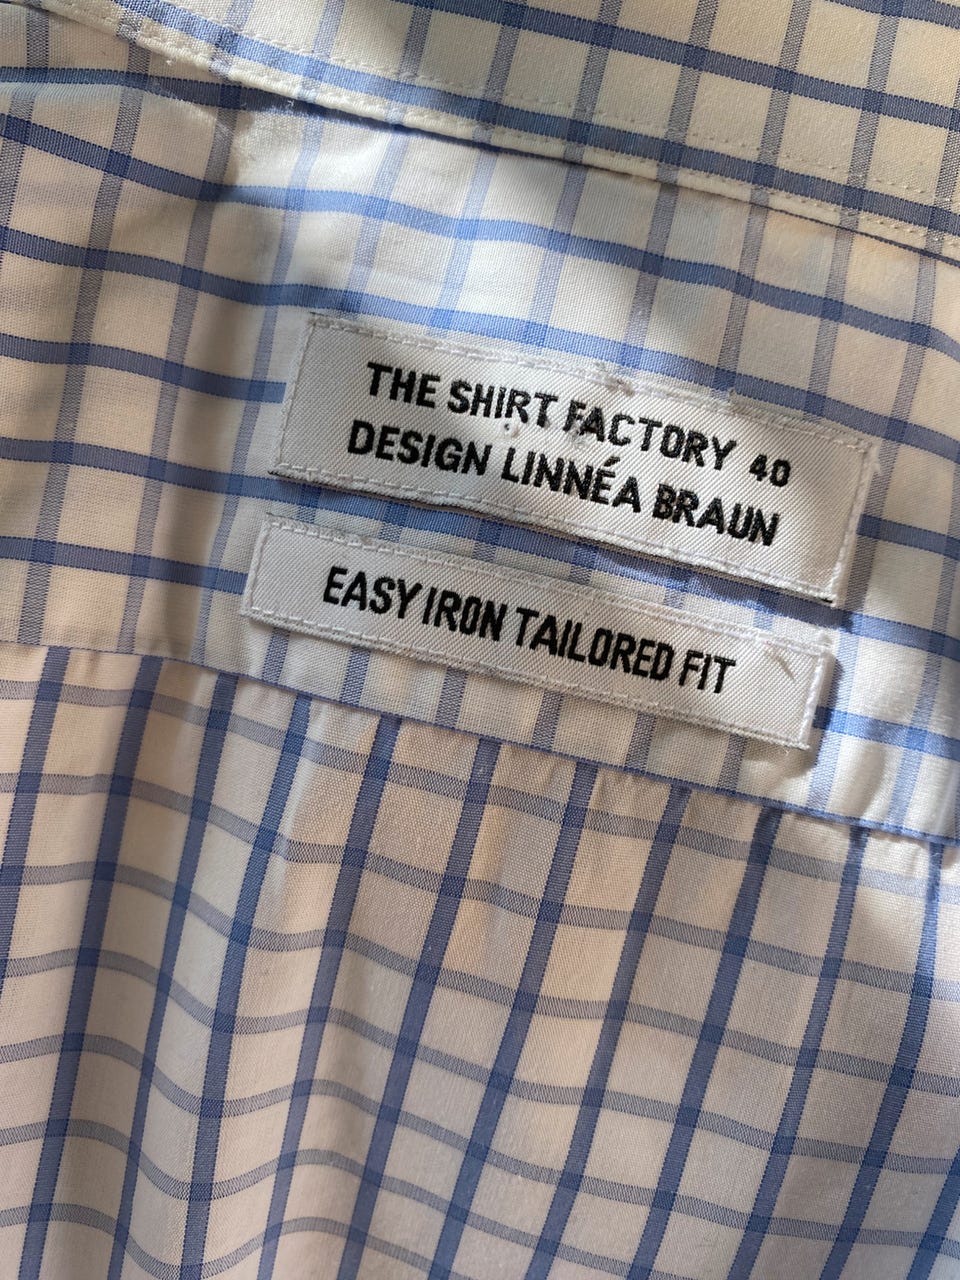 THE SHIRT FACTORY 40
DESIGN LINNÉA BRAUN
EASY IRON TAILORED FIT